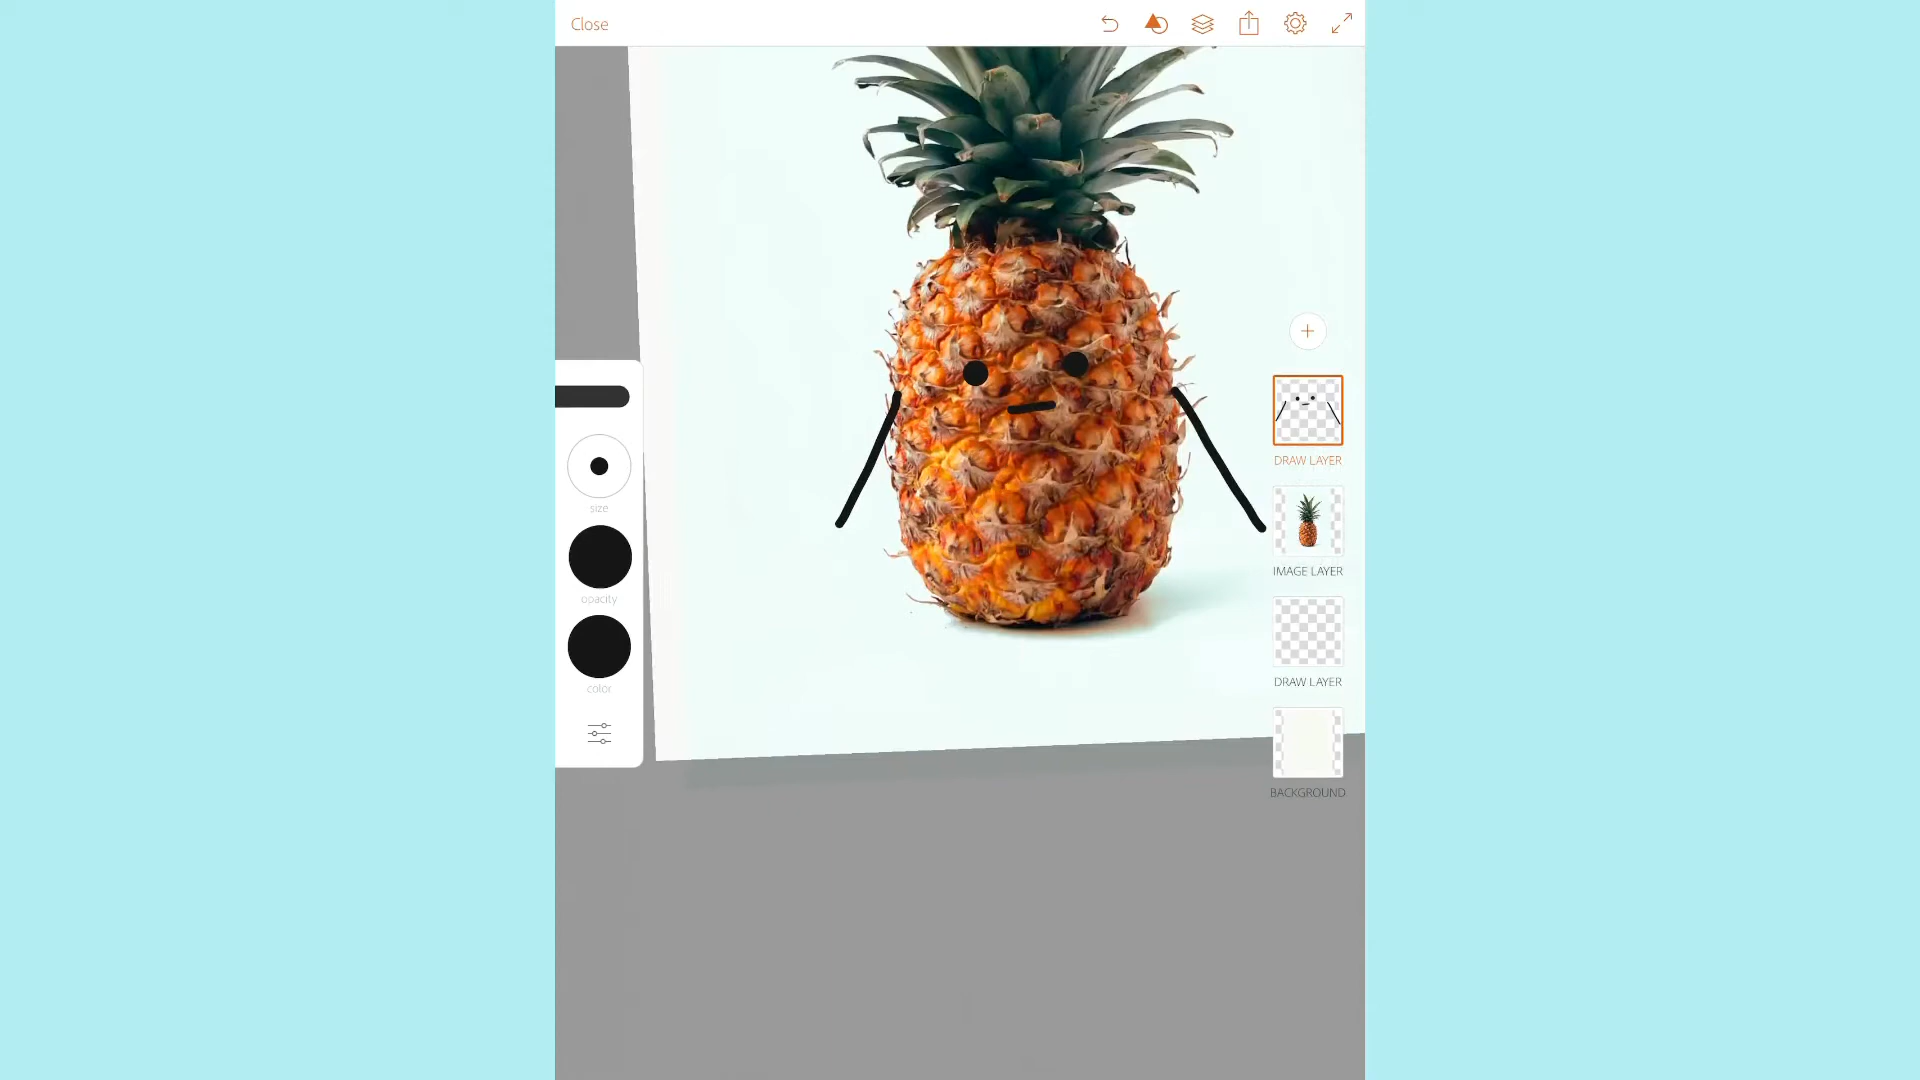 Close
size
opacity
color
DRAW LAYER
IMAGE LAYER
DRAW LAYER
BACKGROUND